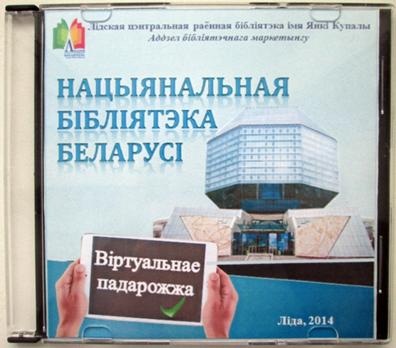 Лідская цэнтральная раённая бібліятэка імя Янкі Купалы
Аддзел бібліятэчнага маркетынгу
НАЦЫЯНАЛЬНАЯ
БІБЛІЯТЭКА
БЕЛАРУСІ
Віртуальнае
падарожжа
Ліда, 2014